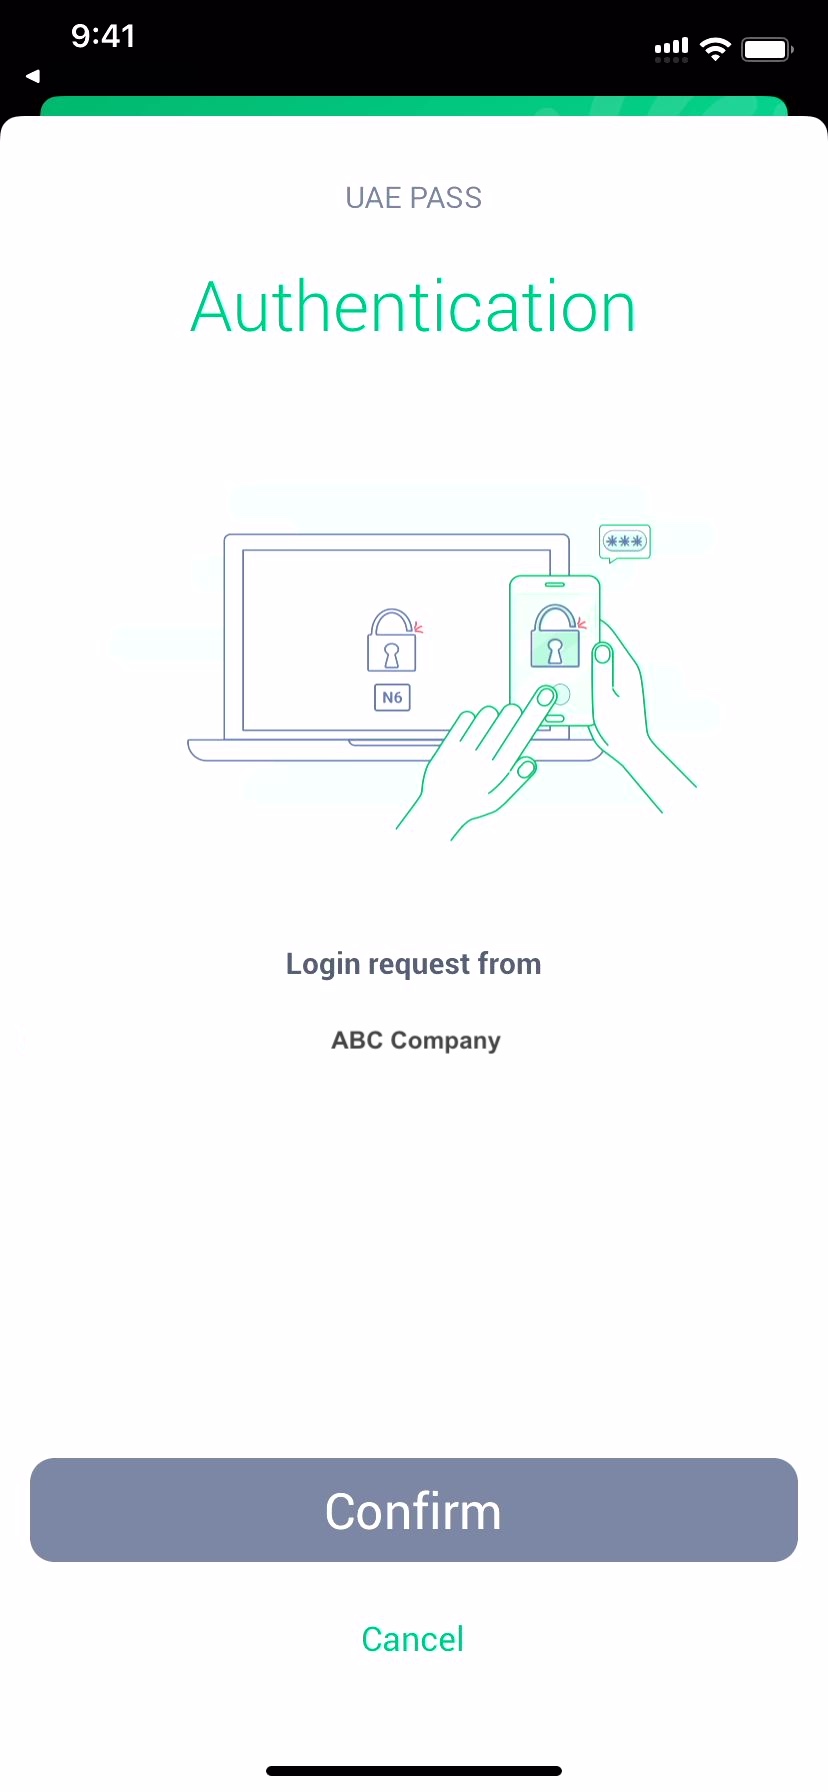 9:41
UAE PASS
Authentication
***
N6
Login request from
ABC Company
Confirm
Cancel